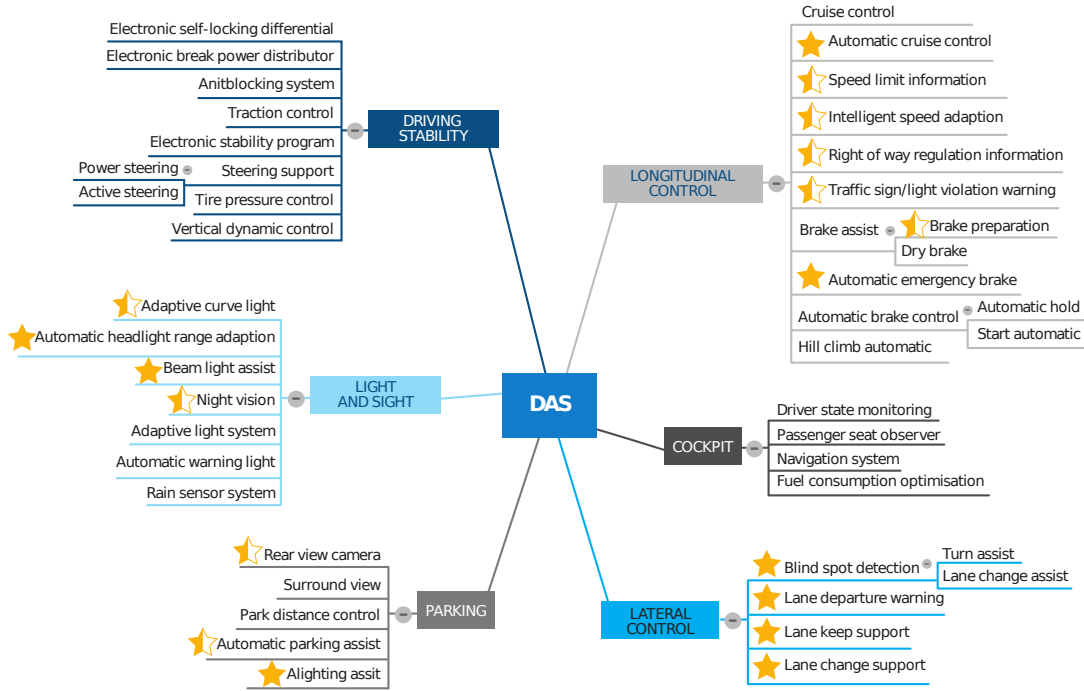 Electronic self-locking differential
Electronic break power distributor
Anitblocking system
Traction control
Electronic stability program
Power steering
Steering support
Active steering
Tire pressure control
Vertical dynamic control
DRIVING
STABILITY
Cruise control
Automatic cruise control
Speed limit information
Intelligent speed adaption
Right of way regulation information
Traffic sign/light violation warning
Brake assist
Brake preparation
Dry brake
Automatic emergency brake
Automatic brake control
Automatic hold
Start automatic
Hill climb automatic
LONGITUDINAL
CONTROL
Adaptive curve light
Automatic headlight range adaption
Beam light assist
Night vision
Adaptive light system
Automatic warning light
Rain sensor system
LIGHT
AND SIGHT
DAS
COCKPIT
Driver state monitoring
Passenger seat observer
Navigation system
Fuel consumption optimisation
Rear view camera
Surround view
Park distance control
Automatic parking assist
Alighting assit
PARKING
LATERAL
CONTROL
Blind spot detection
Turn assist
Lane change assist
Lane departure warning
Lane keep support
Lane change support